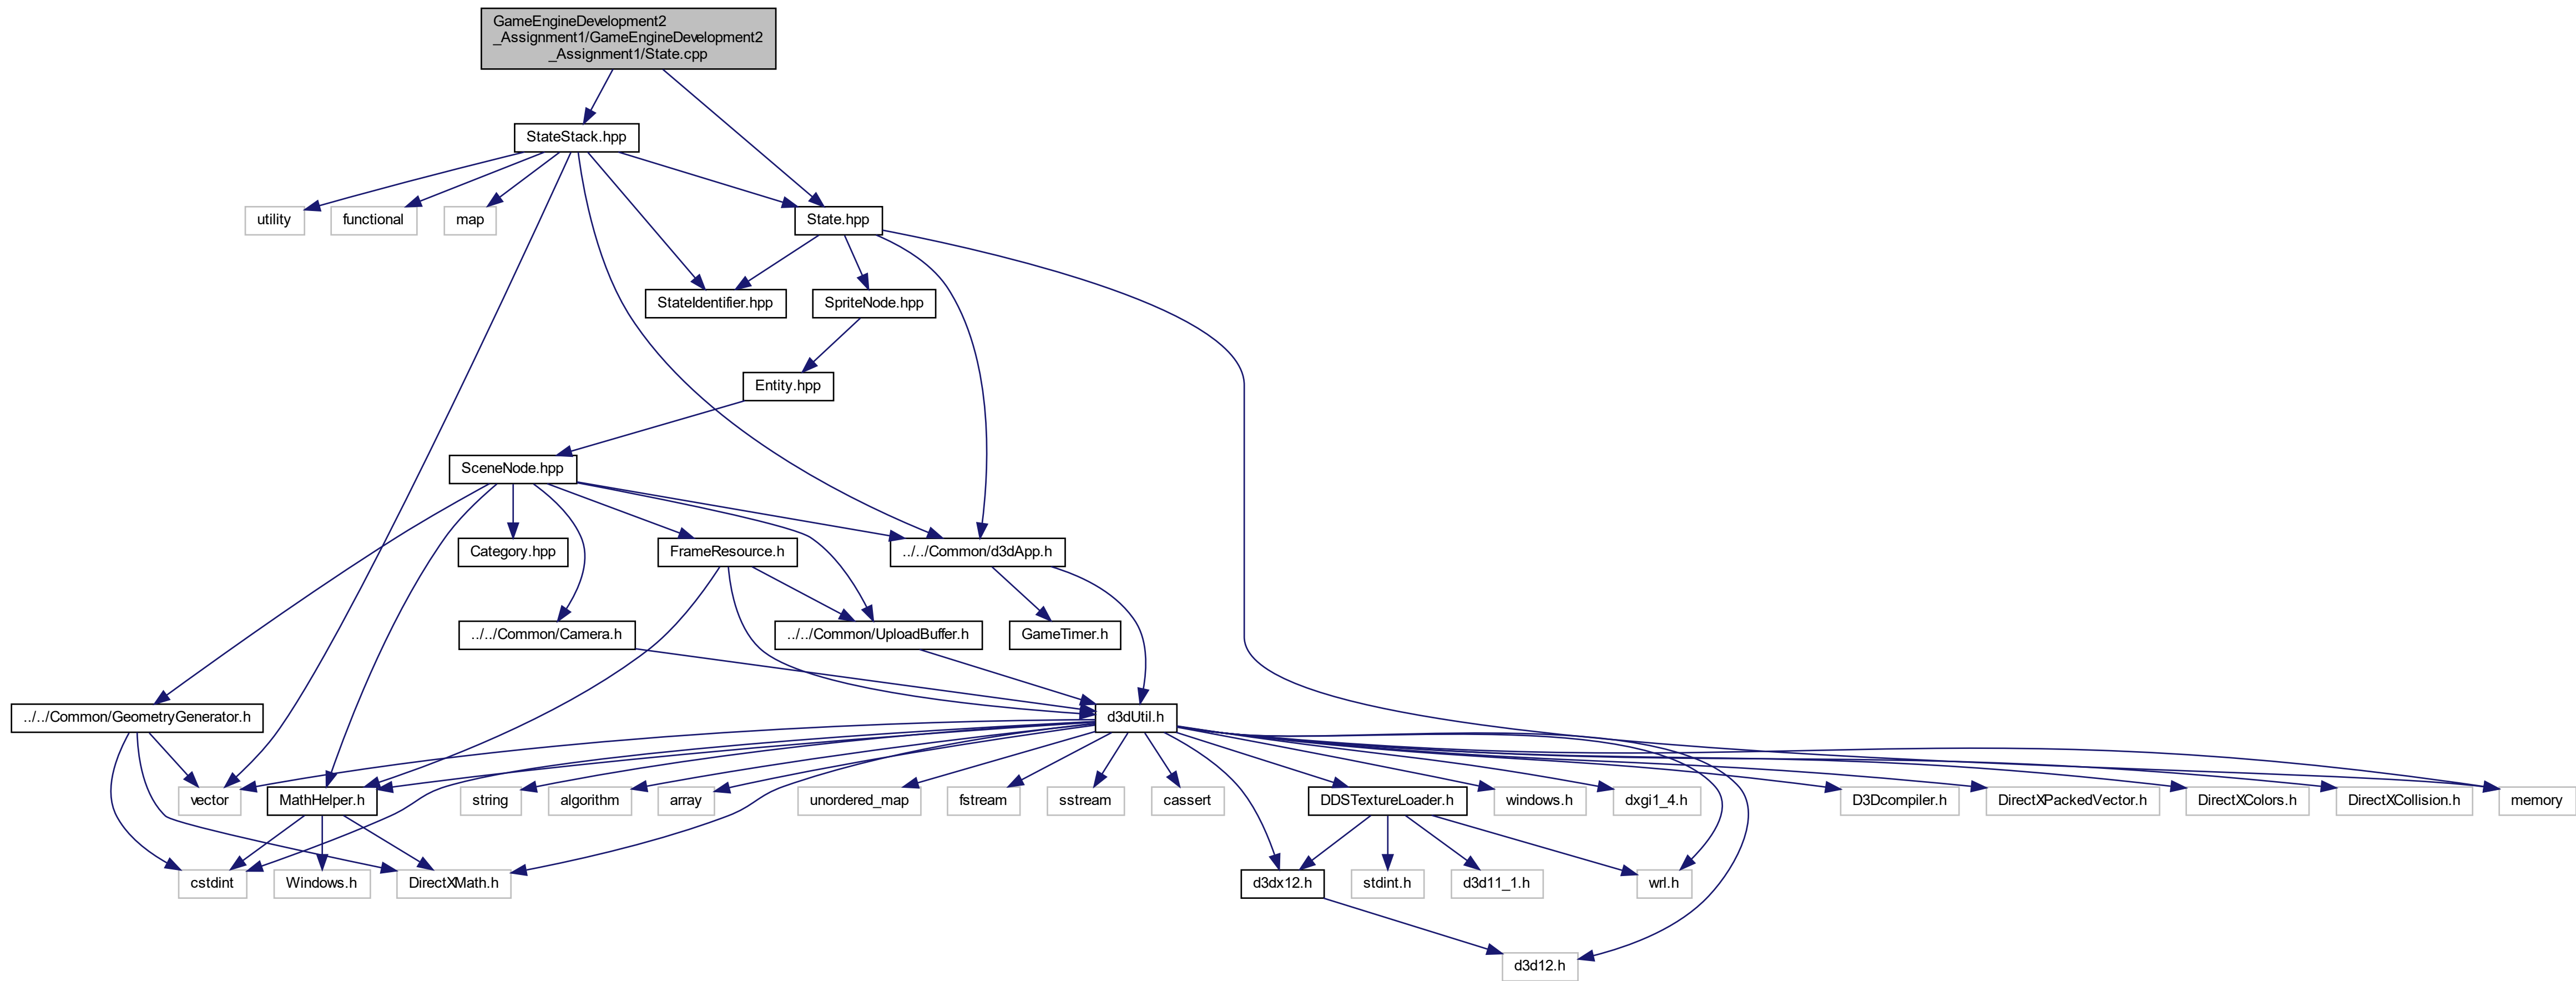 GameEngineDevelopment2
_Assignment1/GameEngineDevelopment2
_Assignment1/State.cpp
StateStack.hpp
utility
functional
map
State.hpp
StateIdentifier.hpp
SpriteNode.hpp
Entity.hpp
SceneNode.hpp
Category.hpp
FrameResource.h
../../Common/d3dApp.h
../../Common/Camera.h
../../Common/UploadBuffer.h
GameTimer.h
../../Common/GeometryGenerator.h
d3dUtil.h
vector
MathHelper.h
string
algorithm
array
unordered_map
fstream
sstream
cassert
DDSTextureLoader.h
windows.h
dxgi1_4.h
D3Dcompiler.h
DirectXPackedVector.h
DirectXColors.h
DirectXCollision.h
memory
cstdint
Windows.h
DirectXMath.h
d3dx12.h
stdint.h
d3d11_1.h
wrl.h
d3d12.h